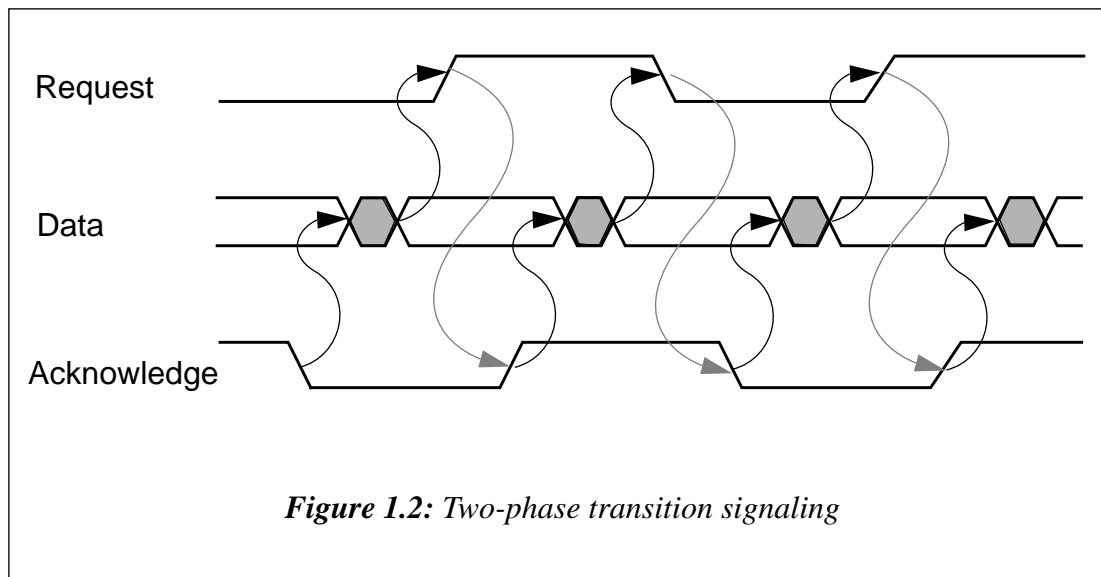 Request
Data
Acknowledge
Figure 1.2: Two-phase transition signaling